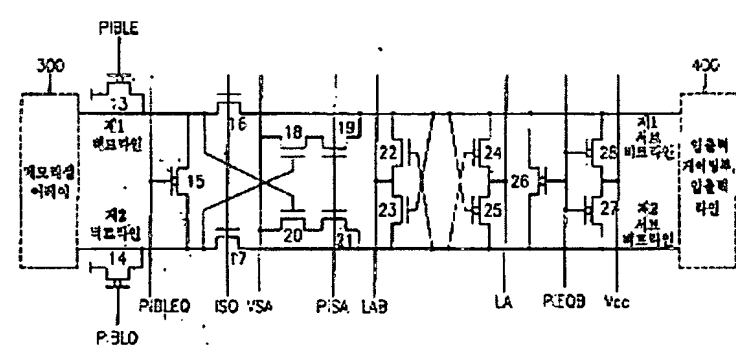 PIBLE
300
400
13
16
18
19
22
24
28
제1
비트라인
제1
서브
비트라인
메모리셀
어레이
15
26
입출력
게이팅부,
입출력
라인
23
25
27
제2
비트라인
제2
서브
비트라인
20
21
14
17
PIBLEQ
ISO
VSA
PISA
LAB
LA
PIEQB
Vcc
PIBLO